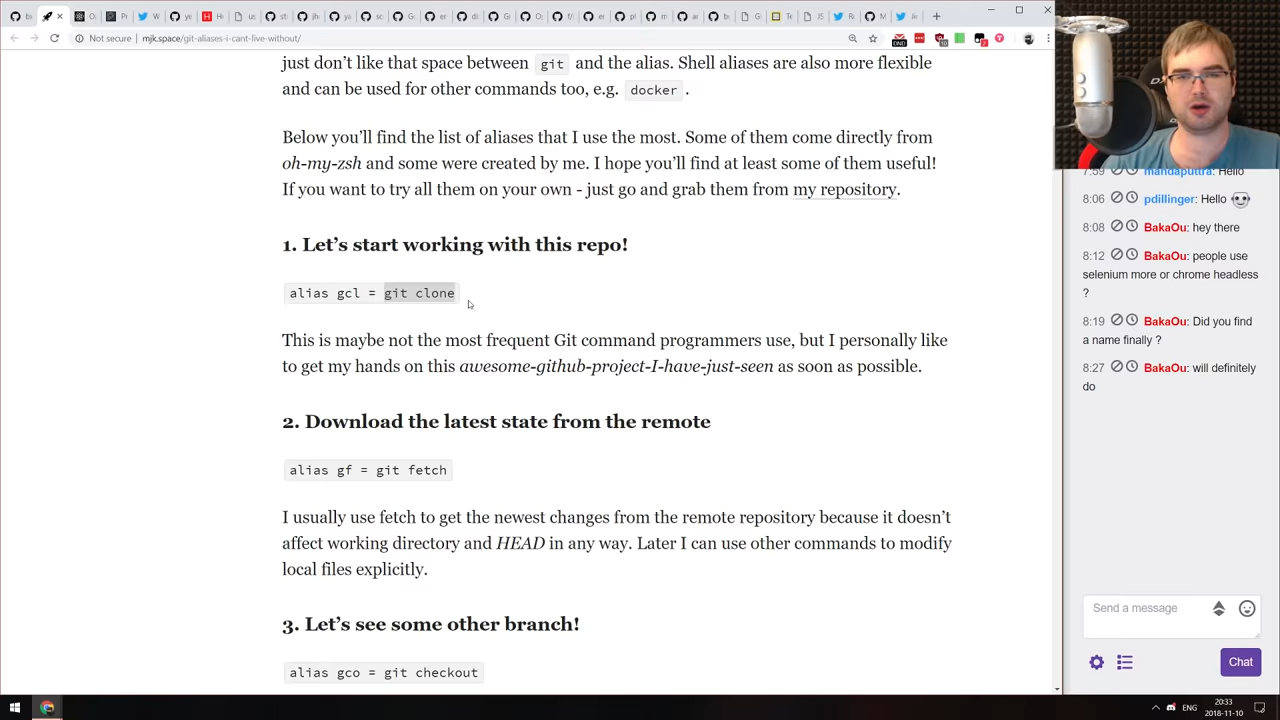 Not secure
mjk.space/git-aliases-i-cant-live-without/
just don't like that space between git and the alias. Shell aliases are also more flexible
and can be used for other commands too, e.g. docker .
Below you'll find the list of aliases that I use the most. Some of them come directly from
oh-my-zsh and some were created by me. I hope you'll find at least some of them useful!
If you want to try all them on your own - just go and grab them from my repository.
1. Let's start working with this repo!
alias gcl = git clone
This is maybe not the most frequent Git command programmers use, but I personally like
to get my hands on this awesome-github-project-I-have-just-seen as soon as possible.
2. Download the latest state from the remote
alias gf = git fetch
I usually use fetch to get the newest changes from the remote repository because it doesn't
affect working directory and HEAD in any way. Later I can use other commands to modify
local files explicitly.
3. Let's see some other branch!
alias gco = git checkout
7:59 mandaputtra: Hello
8:06 pdillinger: Hello
8:08 BakaOu: hey there
8:12 BakaOu: people use
selenium more or chrome headless
?
8:19 BakaOu: Did you find
a name finally ?
8:27 BakaOu: will definitely
do
Send a message
Chat
ENG
20:33
2018-11-10